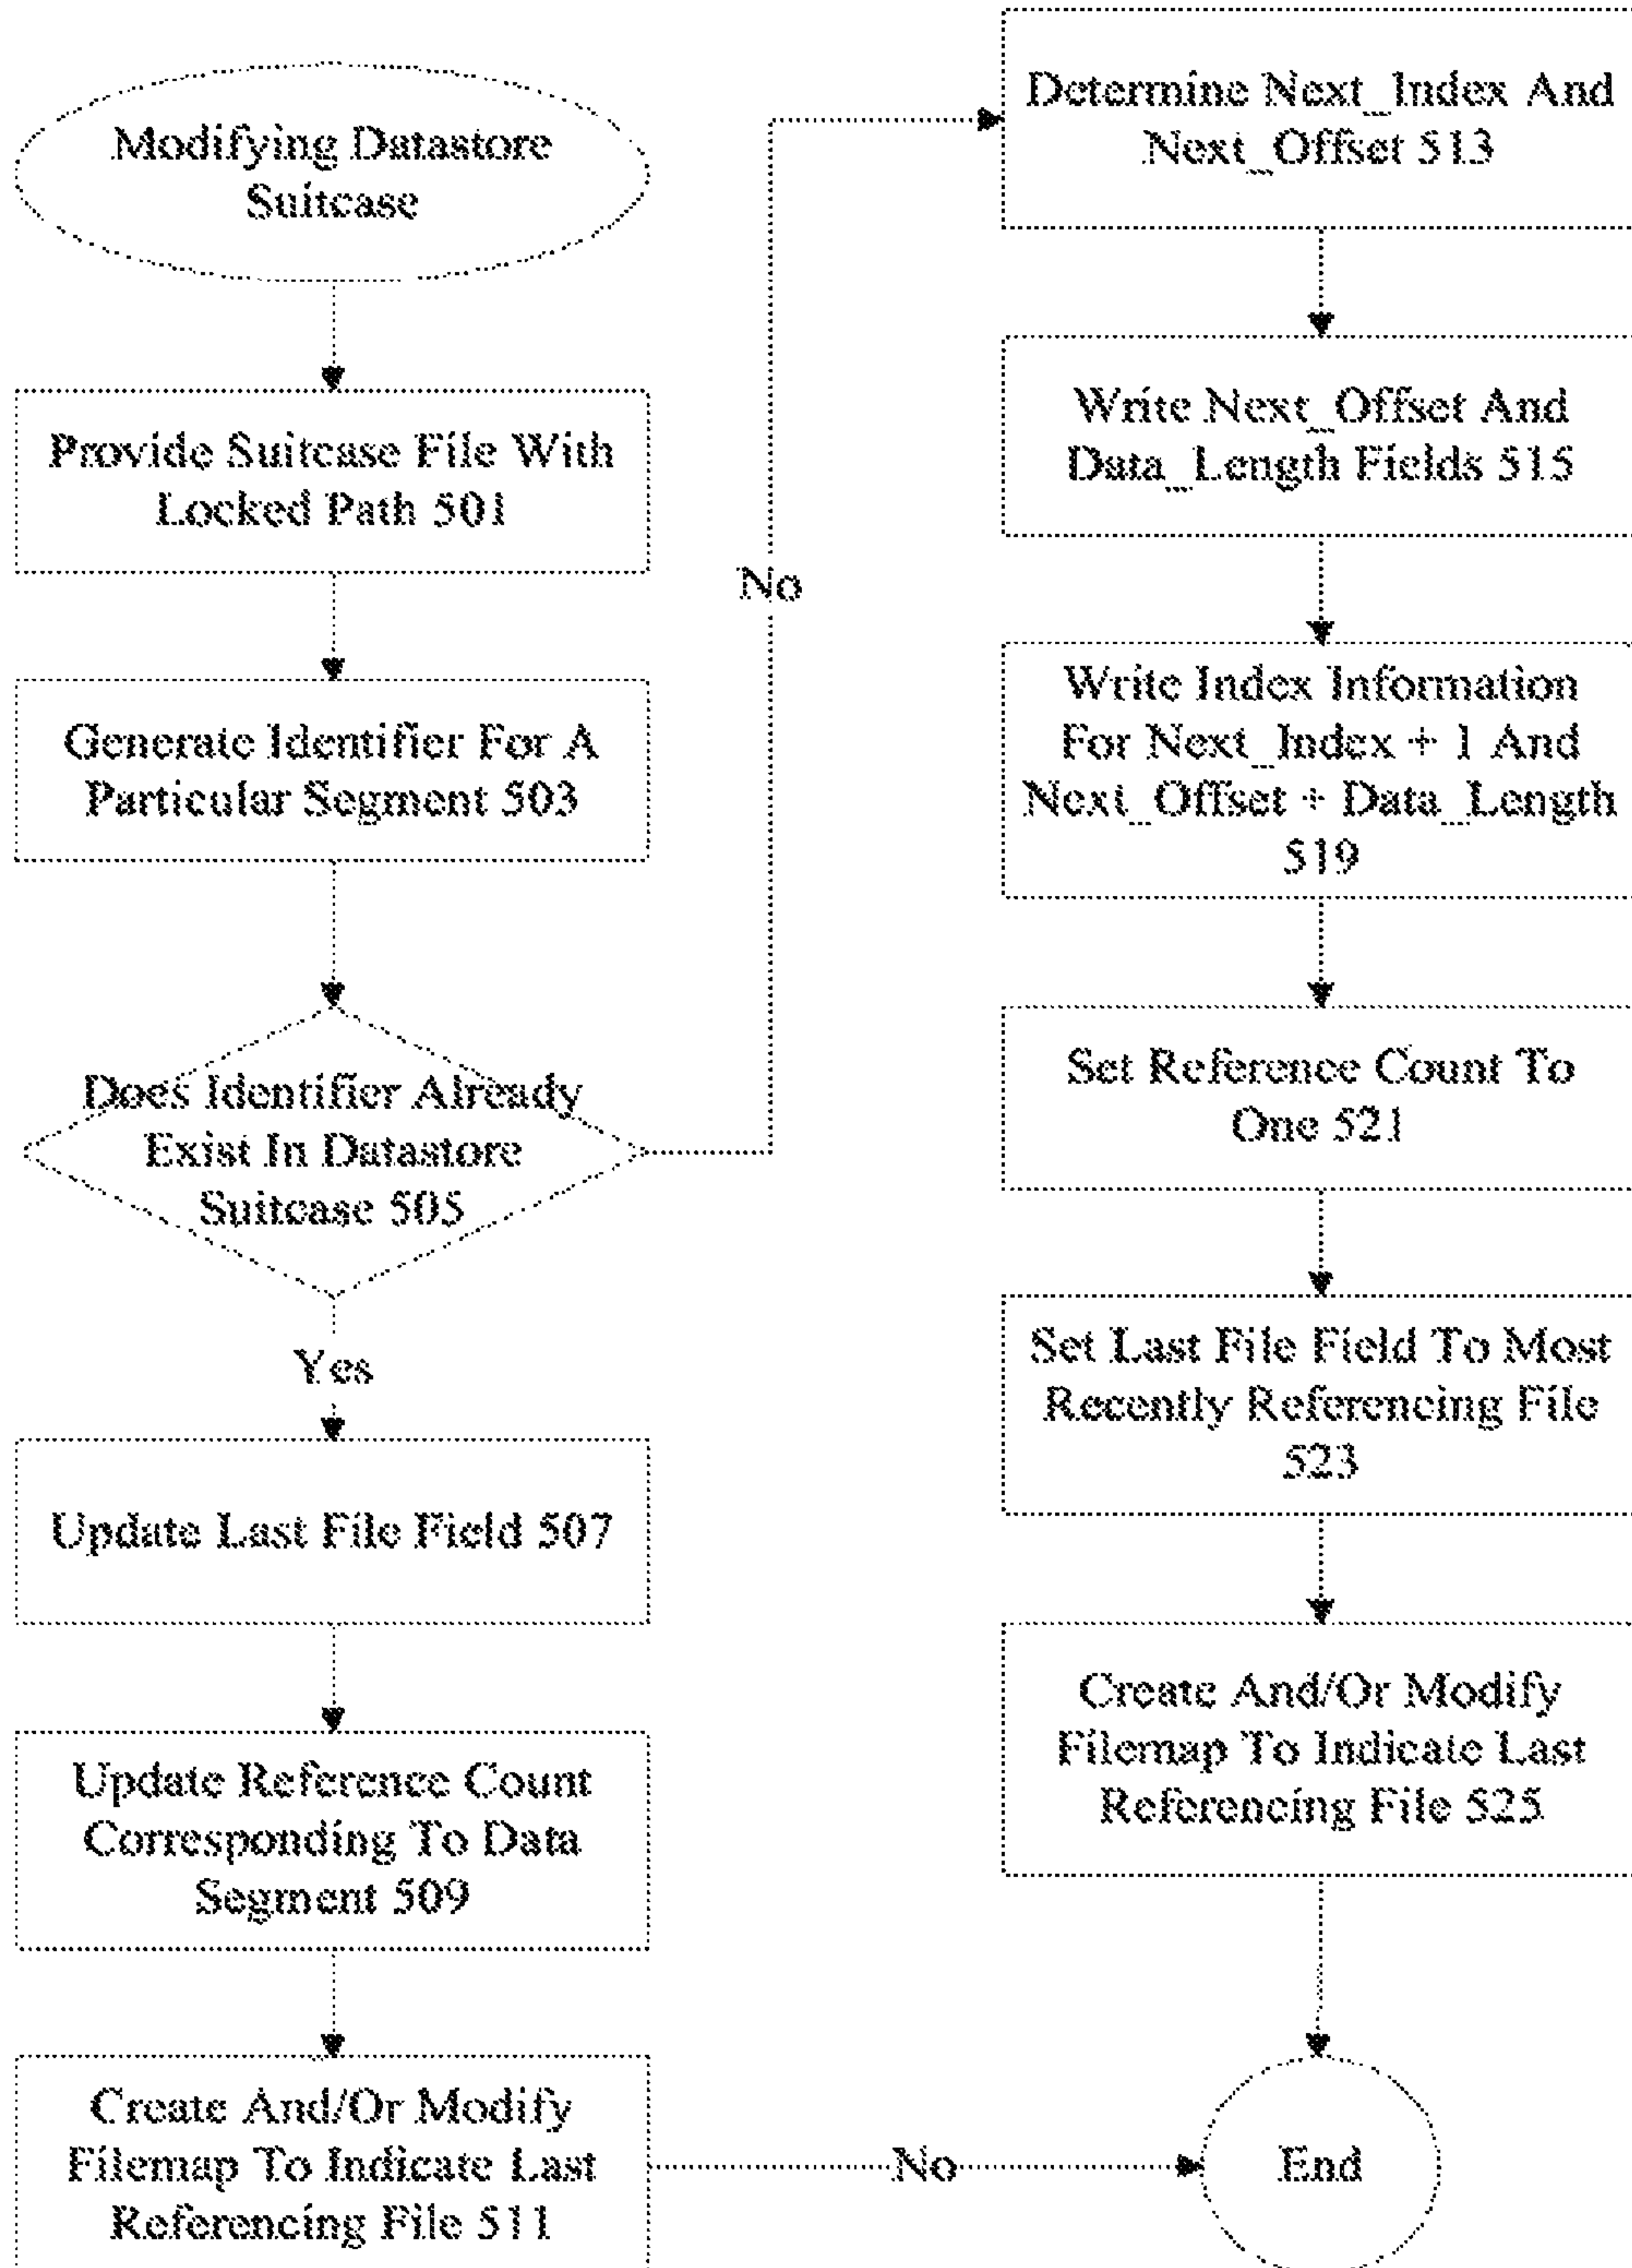 Modifying Datastore
Suitcase
Provide Suitcase File With
Locked Path 501
Generate Identifier For A
Particular Segment 503
Does Identifier Already
Exist In Datastore
Suitcase 505
Yes
No
Update Last File Field 507
Update Reference Count
Corresponding To Data
Segment 509
Create And/Or Modify
Filemap To Indicate Last
Referencing File 511
No
Determine Next_Index And
Next_Offset 513
Write Next_Offset And
Data_Length Fields 515
Write Index Information
For Next_Index + 1 And
Next_Offset + Data_Length
519
Set Reference Count To
One 521
Set Last File Field To Most
Recently Referencing File
523
Create And/Or Modify
Filemap To Indicate Last
Referencing File 525
End